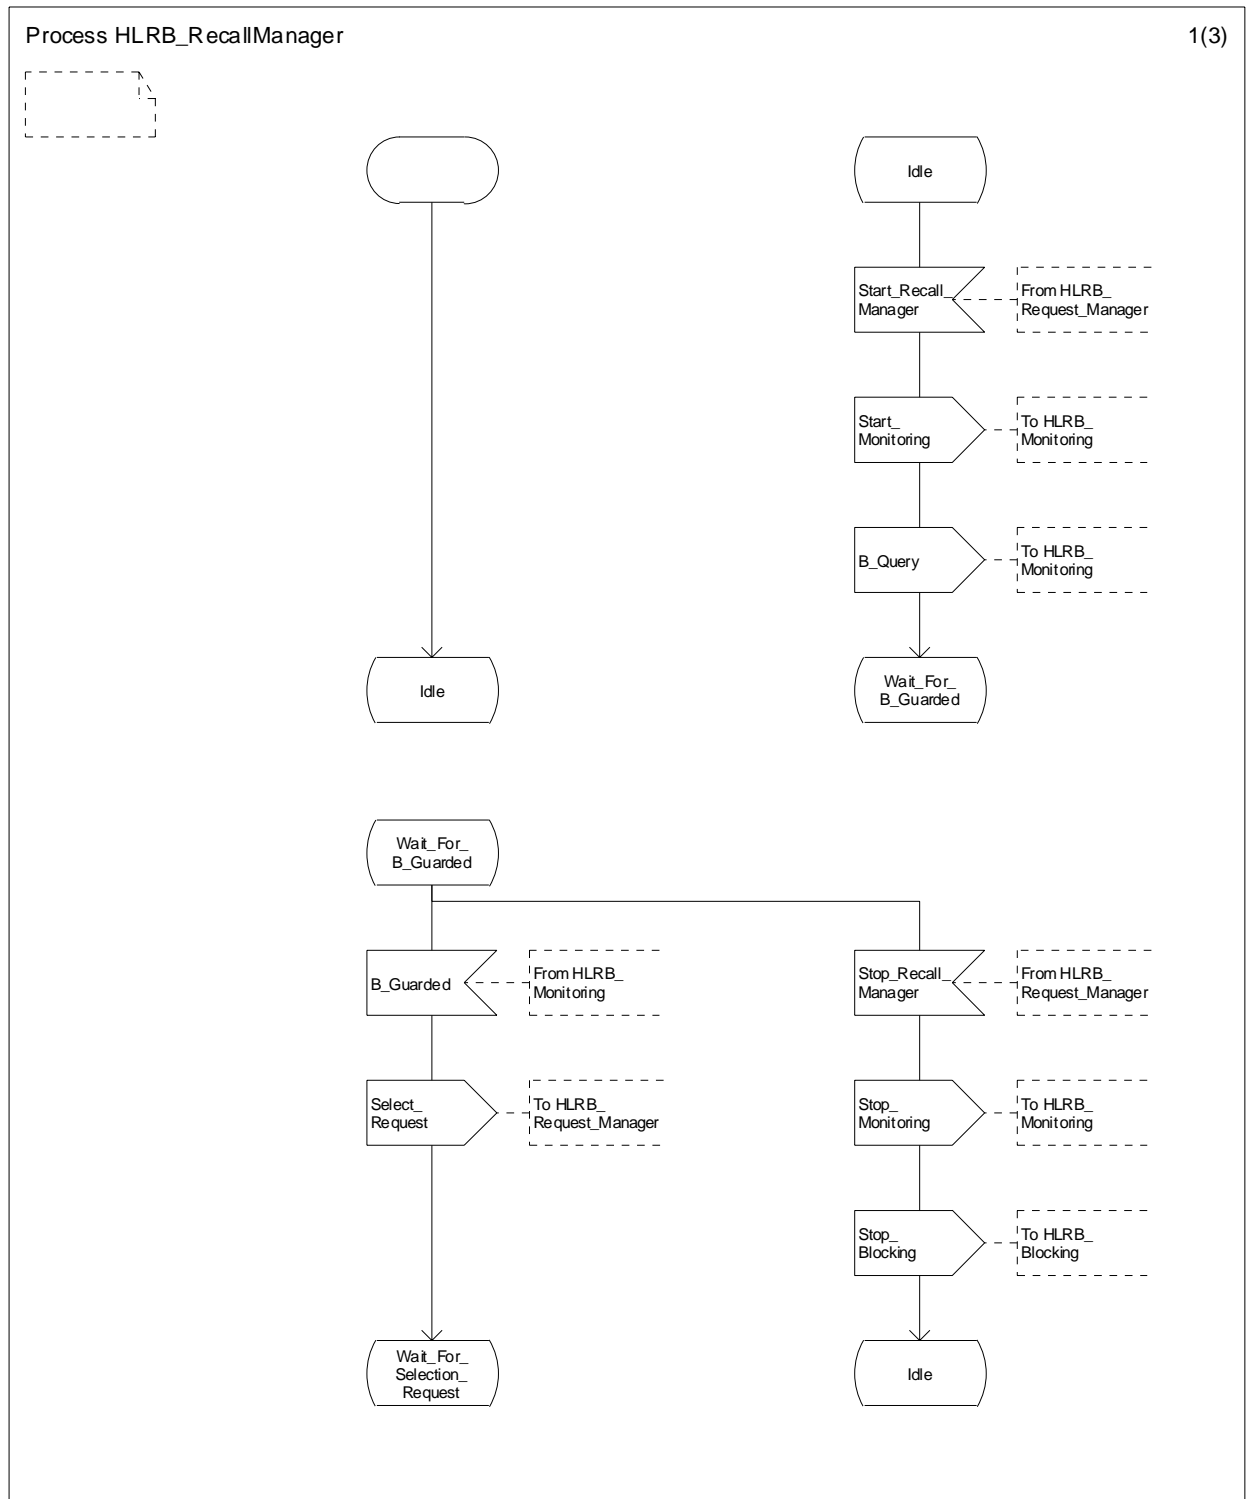 Process HLRB_RecallManager
1(3)
Idle
Start_Recall_
Manager
From HLRB_
Request_Manager
Start_
Monitoring
To HLRB_
Monitoring
B_Query
To HLRB_
Monitoring
Idle
Wait_For_
B_Guarded
Wait_For_
B_Guarded
B_Guarded
From HLRB_
Monitoring
Stop_Recall_
Manager
From HLRB_
Request_Manager
Select_
Request
To HLRB_
Request_Manager
Stop_
Monitoring
To HLRB_
Monitoring
Stop_
Blocking
To HLRB_
Blocking
Wait_For_
Selection_
Request
Idle